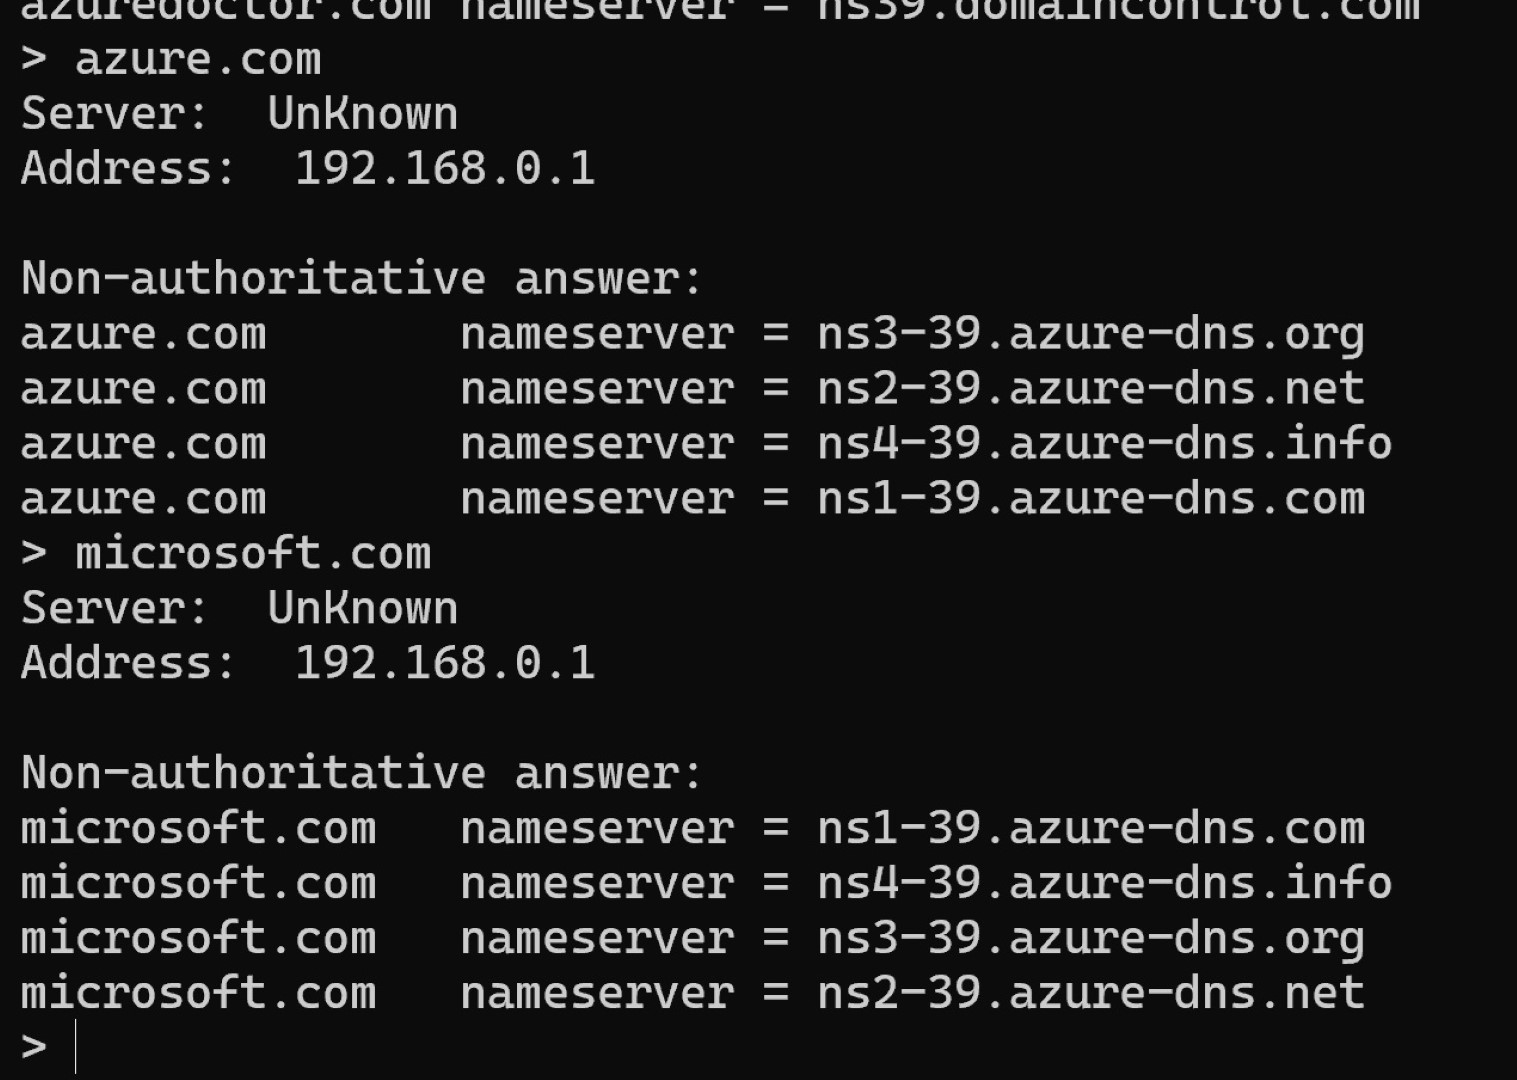 azuredoctor.com nameserver = ns39.domaincontrol.com
> azure.com
Server:  UnKnown
Address:  192.168.0.1

Non-authoritative answer:
azure.com       nameserver = ns3-39.azure-dns.org
azure.com       nameserver = ns2-39.azure-dns.net
azure.com       nameserver = ns4-39.azure-dns.info
azure.com       nameserver = ns1-39.azure-dns.com
> microsoft.com
Server:  UnKnown
Address:  192.168.0.1

Non-authoritative answer:
microsoft.com   nameserver = ns1-39.azure-dns.com
microsoft.com   nameserver = ns4-39.azure-dns.info
microsoft.com   nameserver = ns3-39.azure-dns.org
microsoft.com   nameserver = ns2-39.azure-dns.net
>